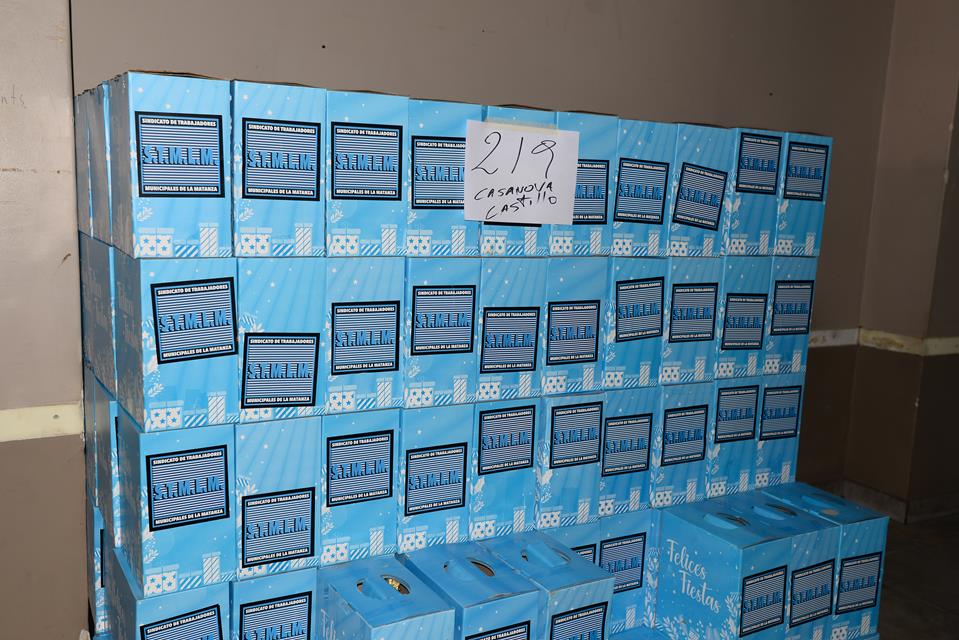 SINDICATO DE TRABAJADORES
S.T.M.L.M.
MUNICIPALES DE LA MATANZA
219
CASANOVA
CASTILLO
Felices
Fiestas